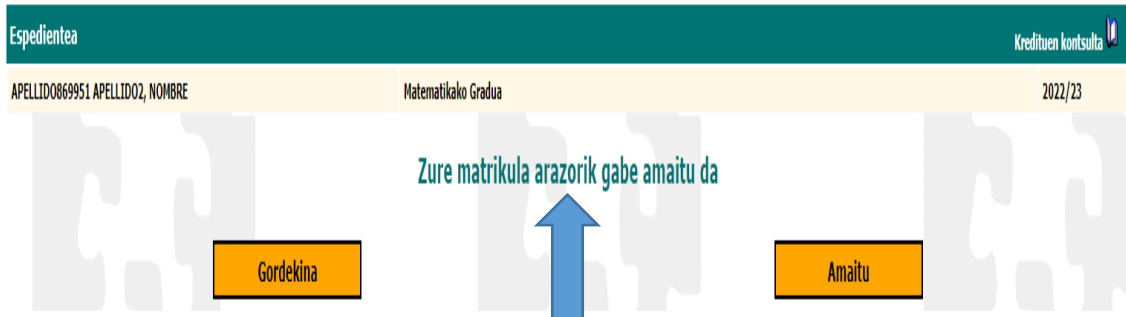 Espedientea Kredituen kontsulta
APELLIDO869951 APELLIDO2, NOMBRE Matematikako Gradua 2022/23
Zure matrikula arazorik gabe amaitu da
Gordekina Amaitu